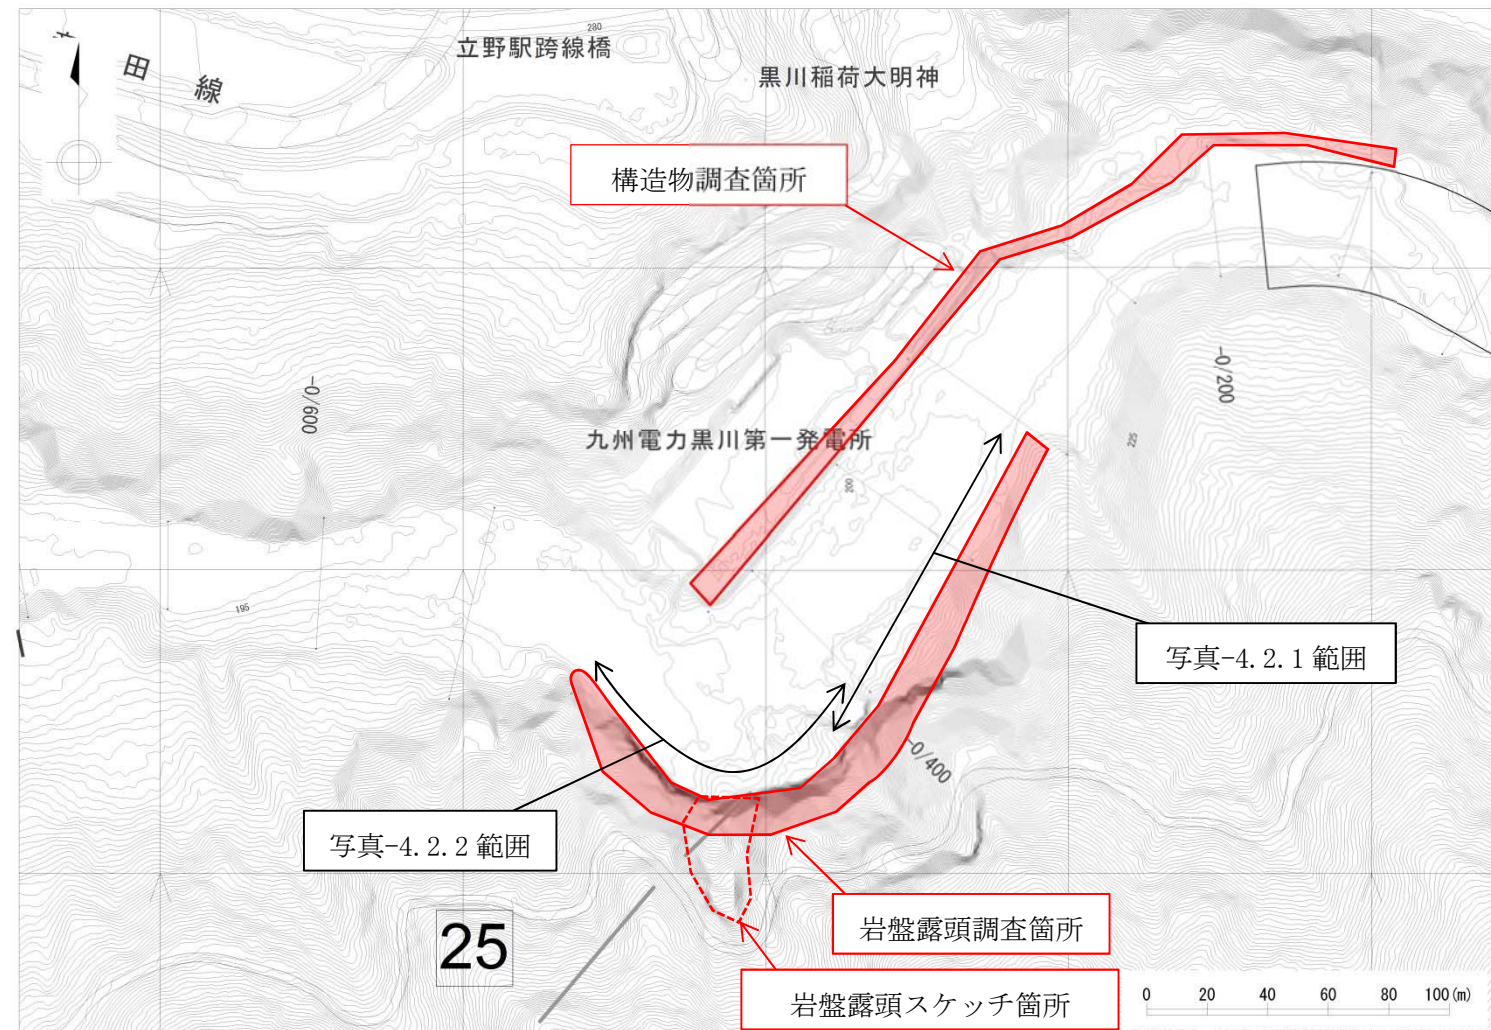 280
立野駅跨線橋
田線
黒川稲荷大明神
構造物調査箇所
-0/600
-0/200
九州電力黒川第一発電所
225
200
195
写真-4.2.1 範囲
-0/400
写真-4.2.2 範囲
岩盤露頭調査箇所
25
岩盤露頭スケッチ箇所
0 20 40 60 80 100(m)